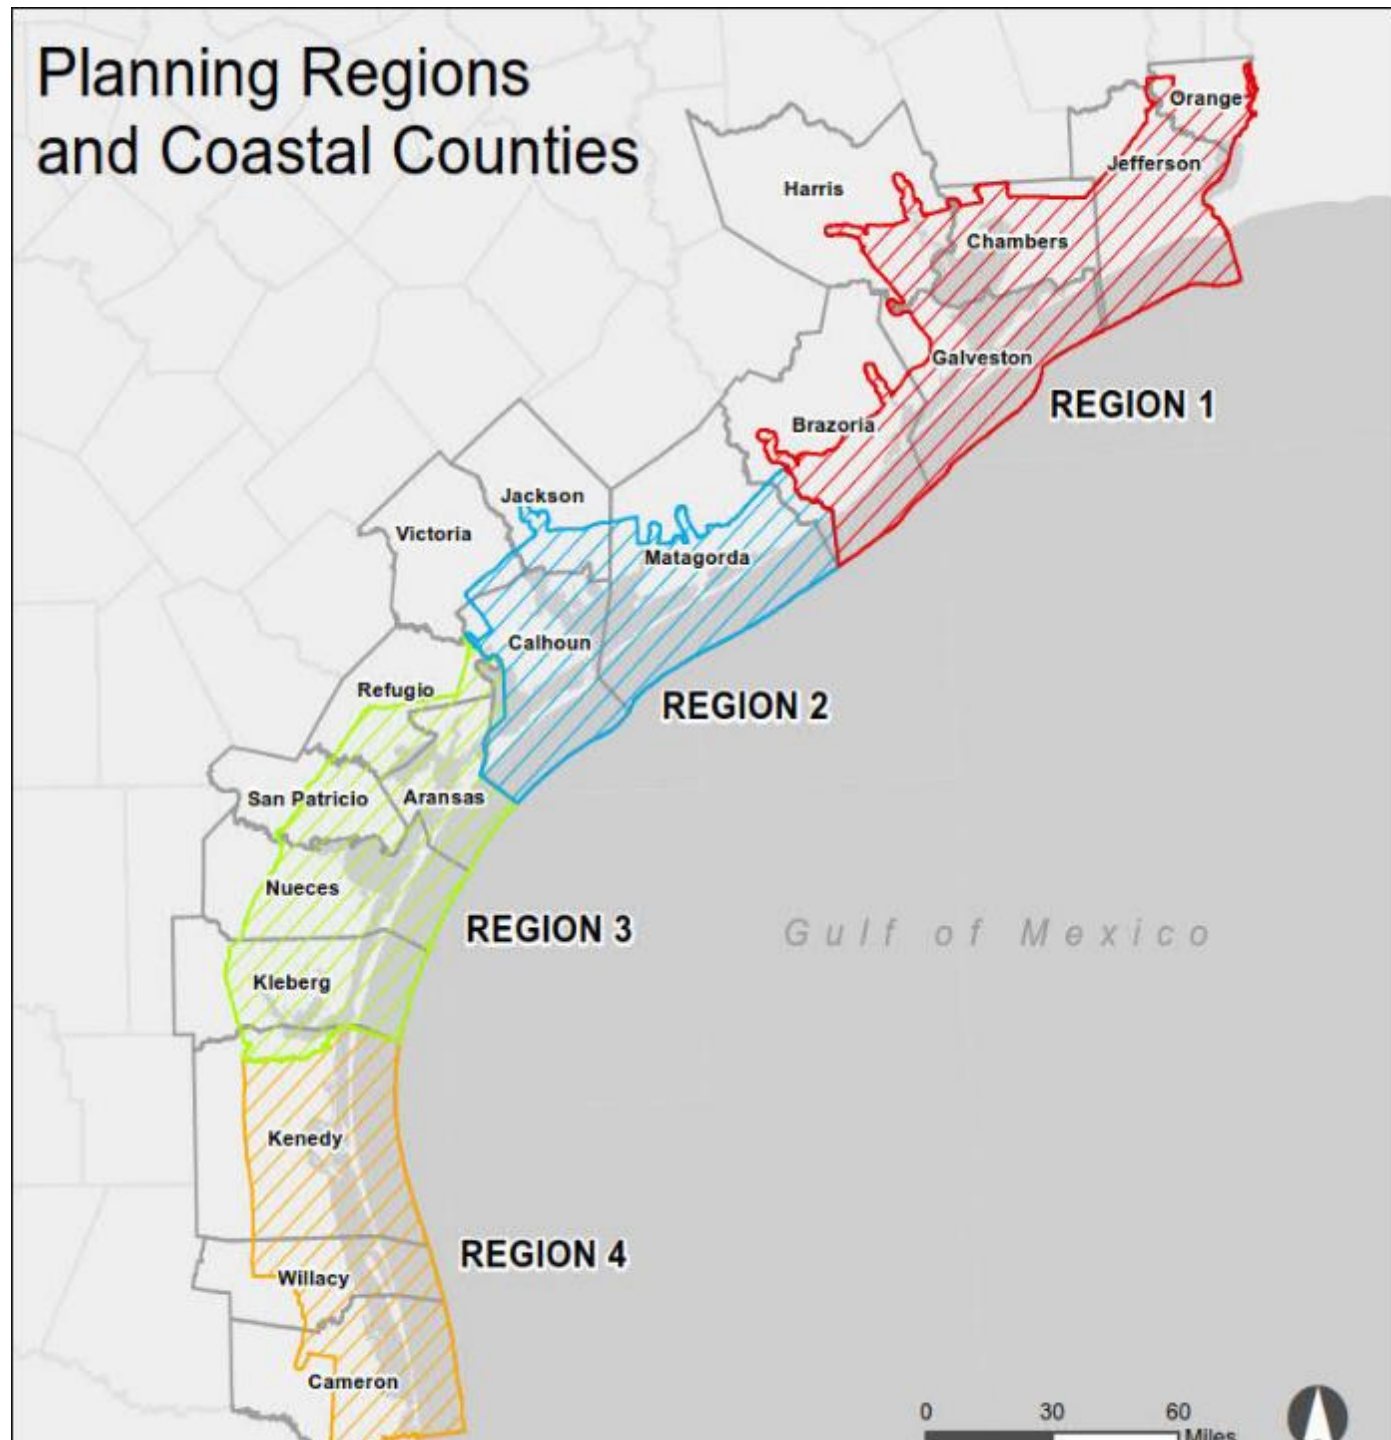 Planning Regions
and Coastal Counties
Orange
Jefferson
Harris
Chambers
Galveston
REGION 1
Brazoria
Jackson
Victoria
Matagorda
Calhoun
Refugio
REGION 2
San Patricio
Aransas
Nueces
REGION 3
Gulf of Mexico
Kleberg
Kenedy
REGION 4
Willacy
Cameron
0 30 60
Miles